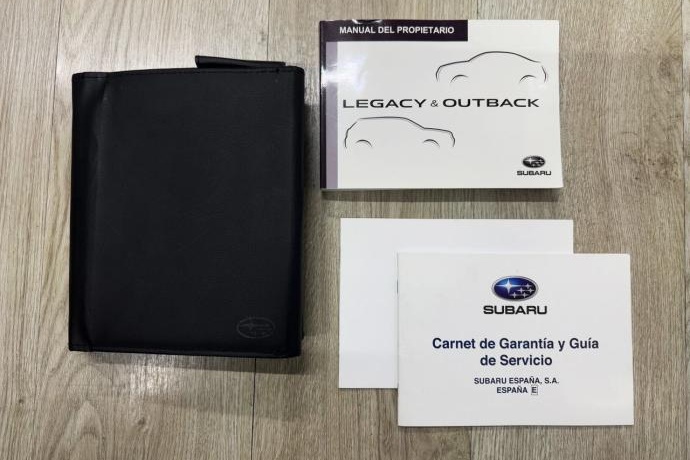 MANUAL DEL PROPIETARIO
LEGACY & OUTBACK
SUBARU
SUBARU
Carnet de Garantía y Guía
de Servicio
SUBARU ESPAÑA, S.A.
ESPAÑA E